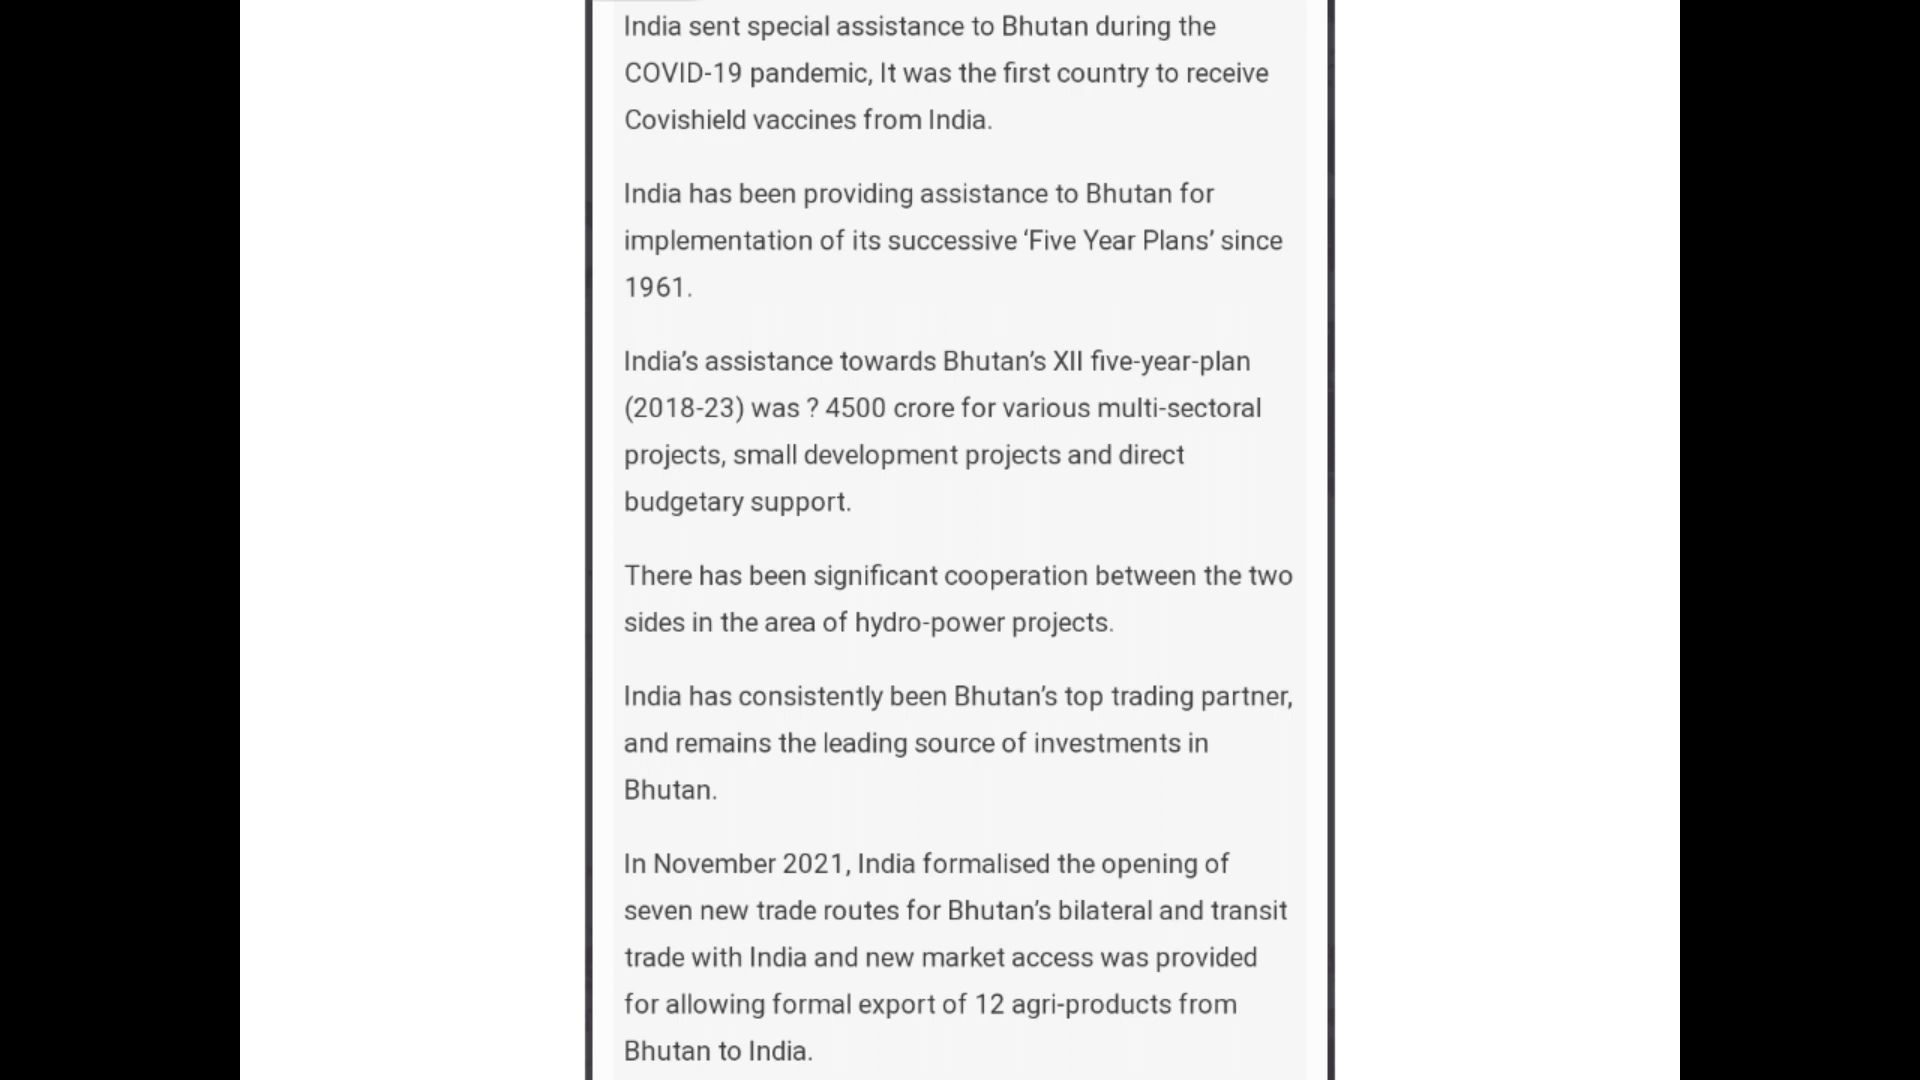 India sent special assistance to Bhutan during the
COVID-19 pandemic, It was the first country to receive
Covishield vaccines from India.
India has been providing assistance to Bhutan for
implementation of its successive ‘Five Year Plans’ since
1961.
India’s assistance towards Bhutan’s XII five-year-plan
(2018-23) was ? 4500 crore for various multi-sectoral
projects, small development projects and direct
budgetary support.
There has been significant cooperation between the two
sides in the area of hydro-power projects.
India has consistently been Bhutan’s top trading partner,
and remains the leading source of investments in
Bhutan.
In November 2021, India formalised the opening of
seven new trade routes for Bhutan’s bilateral and transit
trade with India and new market access was provided
for allowing formal export of 12 agri-products from
Bhutan to India.